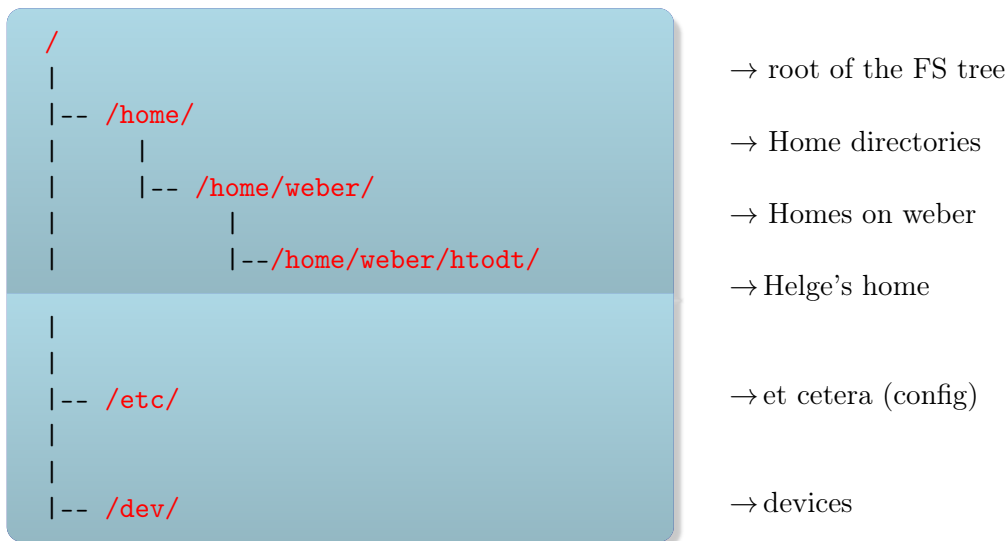 /
|
→ root of the FS tree
|-- /home/
|     |
→ Home directories
|     |-- /home/weber/
|           |
→ Homes on weber
|           |--/home/weber/htodt/
→ Helge's home
|
|
|-- /etc/
→ et cetera (config)
|
|
|-- /dev/
→ devices